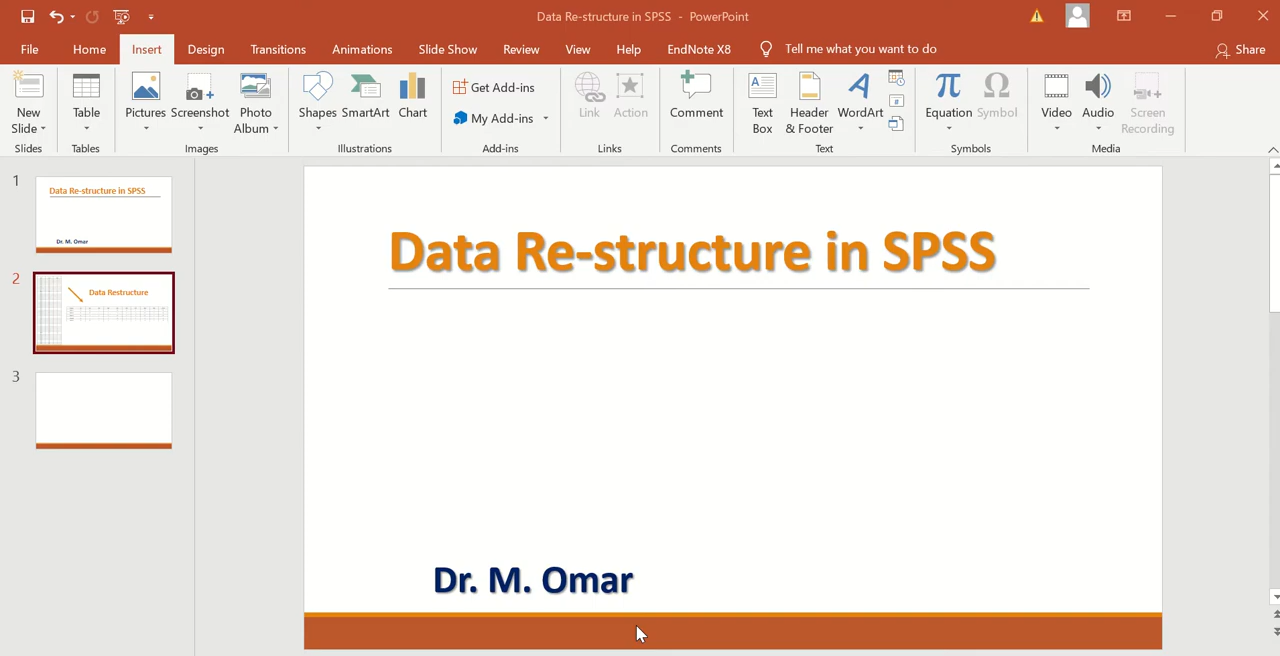 Data Re-structure in SPSS - PowerPoint
File Home Insert Design Transitions Animations Slide Show Review View Help EndNote X8 Tell me what you want to do Share
New Slide
Table
Pictures
Screenshot
Photo Album
Shapes
SmartArt
Chart
Get Add-ins
My Add-ins
Link
Action
Comment
Text Box
Header & Footer
WordArt
Equation
Symbol
Video
Audio
Screen Recording
Slides Tables Images Illustrations Add-ins Links Comments Text Symbols Media
1
Data Re-structure in SPSS
Dr. M. Omar
2
Data Restructure
3
Data Re-structure in SPSS
Dr. M. Omar